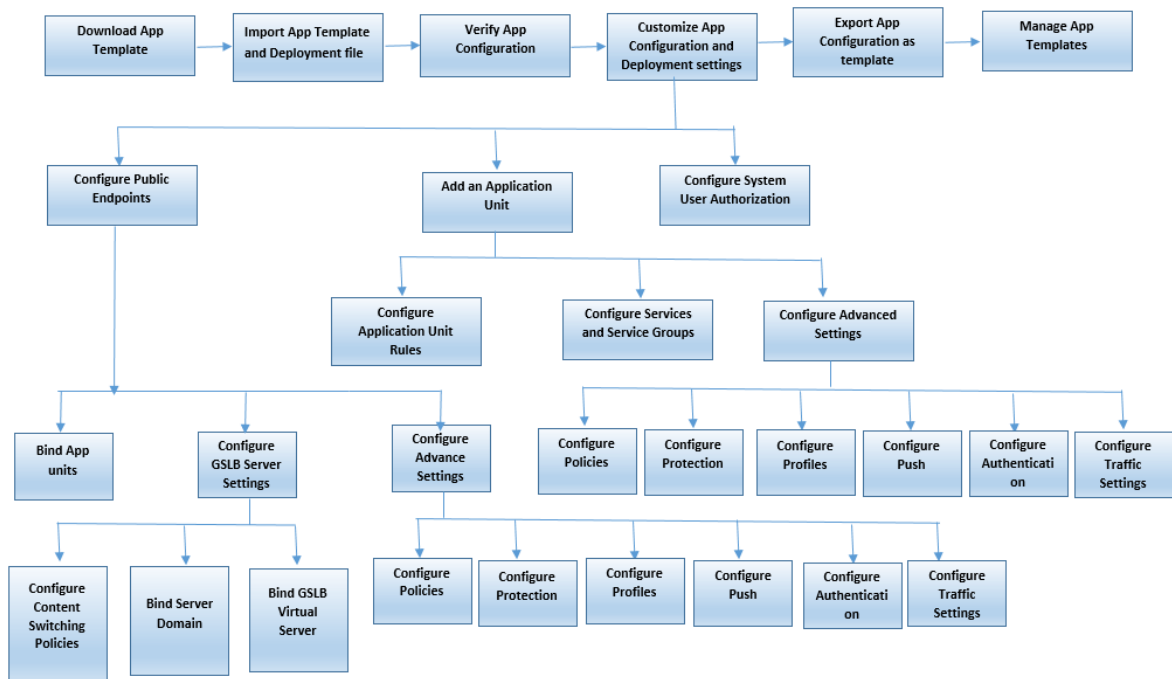 Download App
Template
Import App Template
and Deployment file
Verify App
Configuration
Customize App
Configuration and
Deployment settings
Export App
Configuration as
template
Manage App
Templates
Configure Public
Endpoints
Add an Application
Unit
Configure System
User Authorization
Configure
Application Unit
Rules
Configure Services
and Service Groups
Configure Advanced
Settings
Bind App
units
Configure
GSLB Server
Settings
Configure
Advance
Settings
Configure
Policies
Configure
Protection
Configure
Profiles
Configure
Push
Configure
Authenticati
on
Configure
Traffic
Settings
Configure
Content
Switching
Policies
Bind Server
Domain
Bind GSLB
Virtual
Server
Configure
Policies
Configure
Protection
Configure
Profiles
Configure
Push
Configure
Authenticati
on
Configure
Traffic
Settings